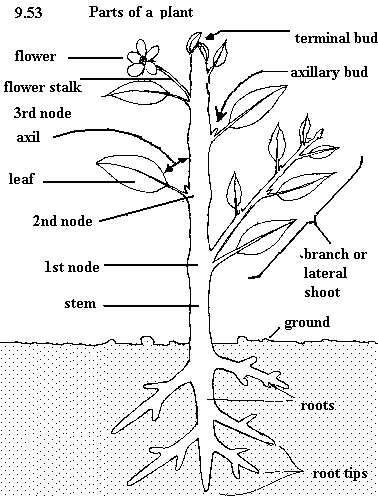 9.53 Parts of a plant
flower
flower stalk
3rd node
axil
leaf
2nd node
1st node
stem
terminal bud
axillary bud
branch or
lateral
shoot
ground
roots
root tips